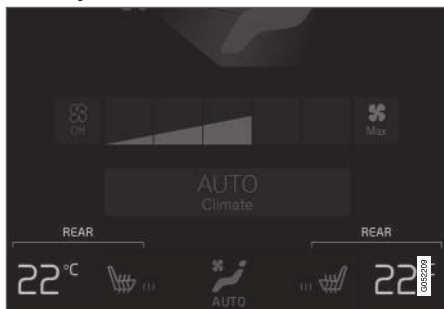 Off
Max
AUTO
Climate
REAR REAR
22°C 22°
AUTO
G052209